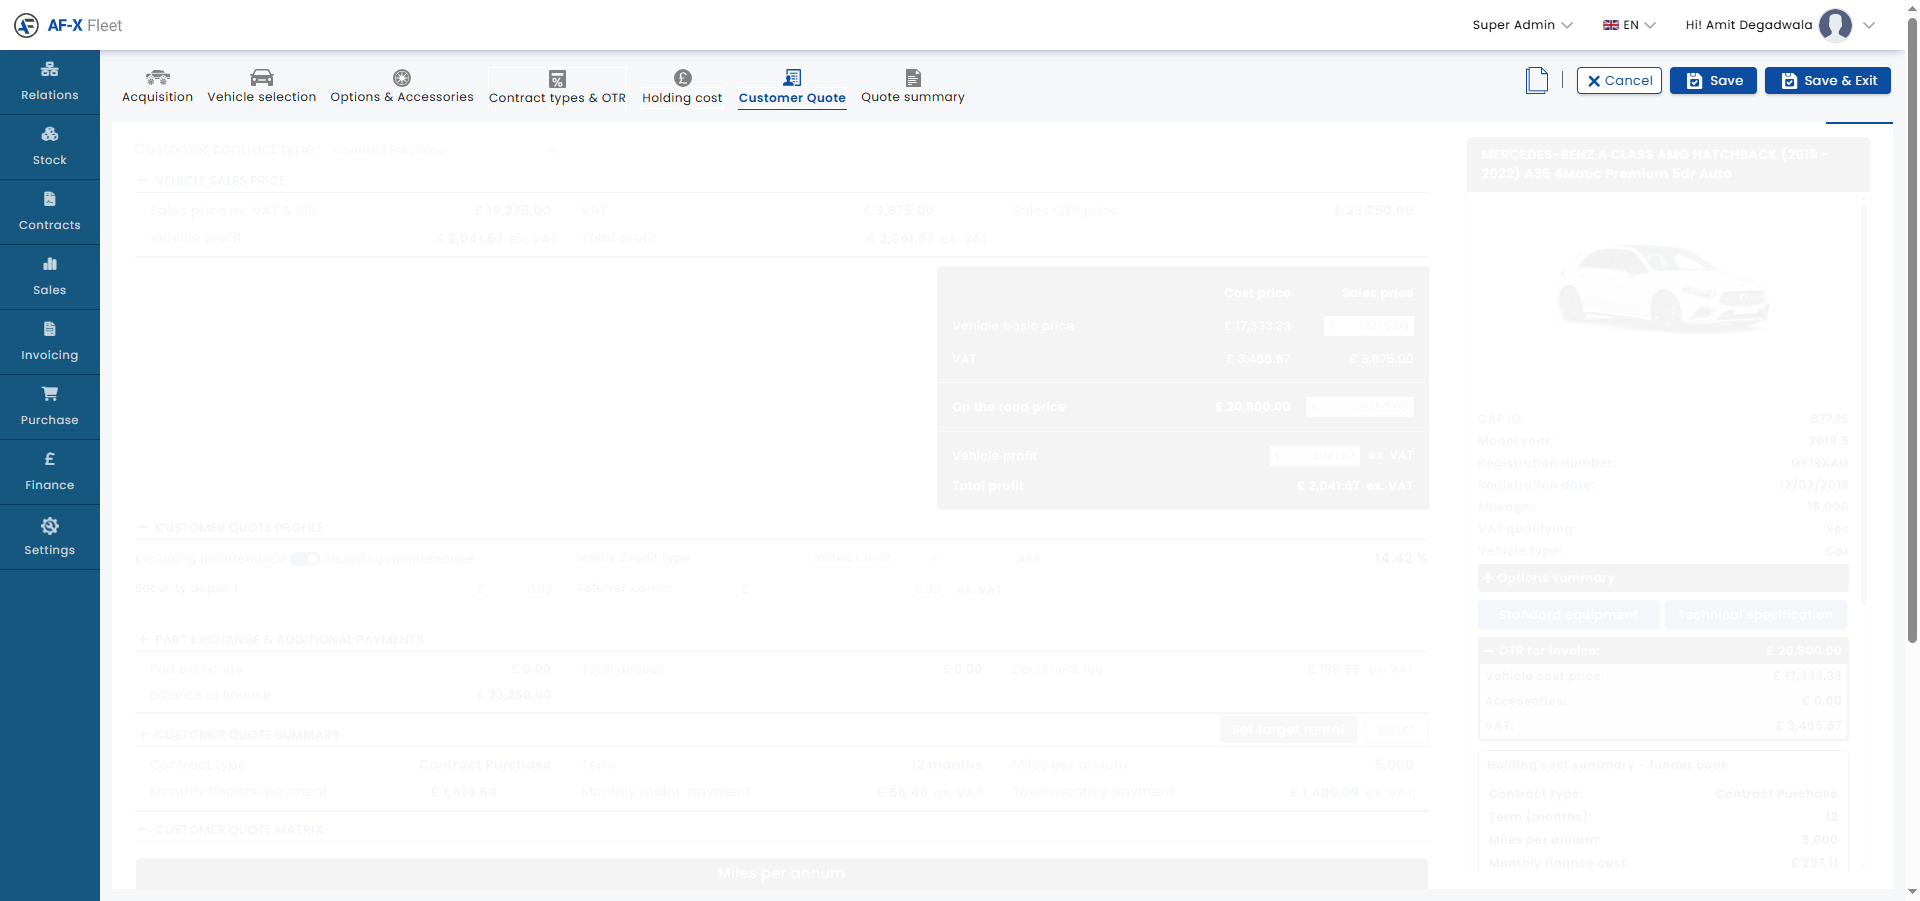 AF-X Fleet
Super Admin
EN
Hi! Amit Degadwala
Relations
Stock
Contracts
Sales
Invoicing
Purchase
Finance
Settings
Acquisition
Vehicle selection
Options & Accessories
Contract types & OTR
Holding cost
Customer Quote
Quote summary
Cancel
Save
Save & Exit
Customer contract type : Contract Purchase
VEHICLE SALES PRICE
Sales price ex. VAT & RFL £ 19,375.00 VAT £ 3,875.00 Sales OTR price £ 23,250.00
Vehicle profit £ 2,041.67 ex. VAT Total profit £ 2,041.67 ex. VAT
Cost price Sales price
Vehicle basic price £ 17,333.33 £ 19375.00
VAT £ 3,466.67 £ 3,875.00
On the road price £ 20,800.00 £ 23250.00
Vehicle profit £ 2041.67 ex. VAT
Total profit £ 2,041.67 ex. VAT
CUSTOMER QUOTE PROFILE
Excluding maintenance Including maintenance Matrix Credit type Limited Credit APR 14.42 %
Security deposit £ 0.00 Referrer comm. £ 0.00 ex. VAT
PART EXCHANGE & ADDITIONAL PAYMENTS
Part exchange £ 0.00 Total deposit £ 0.00 Document fee £ 199.99 ex. VAT
Balance to finance £ 23,250.00
CUSTOMER QUOTE SUMMARY
Set target rental Reset
Contract type Contract Purchase Term 12 months Miles per annum 5,000
Monthly finance payment £ 1,414.64 Monthly maint. payment £ 65.45 ex. VAT Total monthly payment £ 1,480.09 ex. VAT
CUSTOMER QUOTE MATRIX
Miles per annum
MERCEDES-BENZ A CLASS AMG HATCHBACK (2019 -
2022) A35 4Matic Premium 5dr Auto
CAP ID: 87736
Model year: 2019.5
Registration number: GY19XAG
Registration date: 13/03/2019
Mileage: 15,000
VAT qualifying: Yes
Vehicle type: Car
Options summary
Standard equipment
Technical specification
OTR for invoice: £ 20,800.00
Vehicle cost price: £ 17,333.33
Accessories: £ 0.00
VAT: £ 3,466.67
Holding cost summary - funder book
Contract type: Contract Purchase
Term (months): 12
Miles per annum: 5,000
Monthly finance cost: £ 297.11